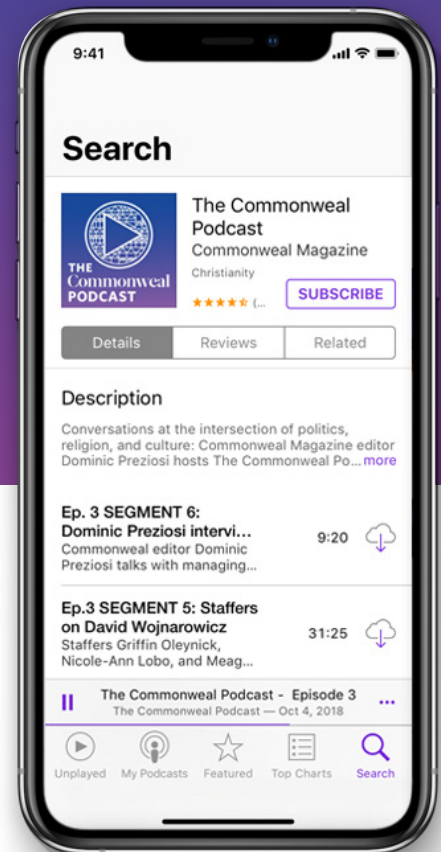 9:41
Search
THE
Commonweal
PODCAST
The Commonweal
Podcast
Commonweal Magazine
Christianity
(...
SUBSCRIBE
Details
Reviews
Related
Description
Conversations at the intersection of politics,
religion, and culture: Commonweal Magazine editor
Dominic Preziosi hosts The Commonweal Po... more
Ep. 3 SEGMENT 6:
Dominic Preziosi intervi...
Commonweal editor Dominic
Preziosi talks with managing...
9:20
Ep.3 SEGMENT 5: Staffers
on David Wojnarowicz
Staffers Griffin Oleynick,
Nicole-Ann Lobo, and Meag...
31:25
The Commonweal Podcast - Episode 3
The Commonweal Podcast — Oct 4, 2018
Unplayed
My Podcasts
Featured
Top Charts
Search